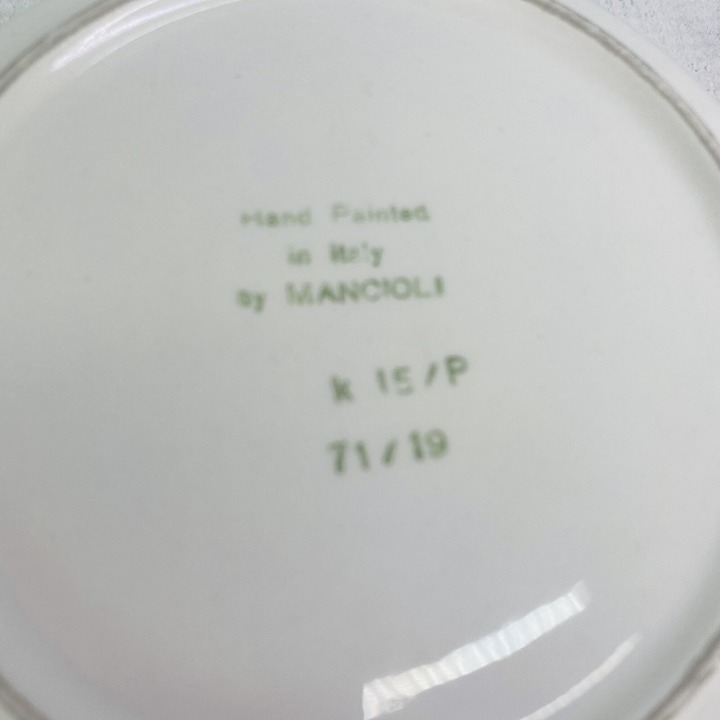 Hand Painted
in Italy
By MANCIOLI
k 15/P
71/19